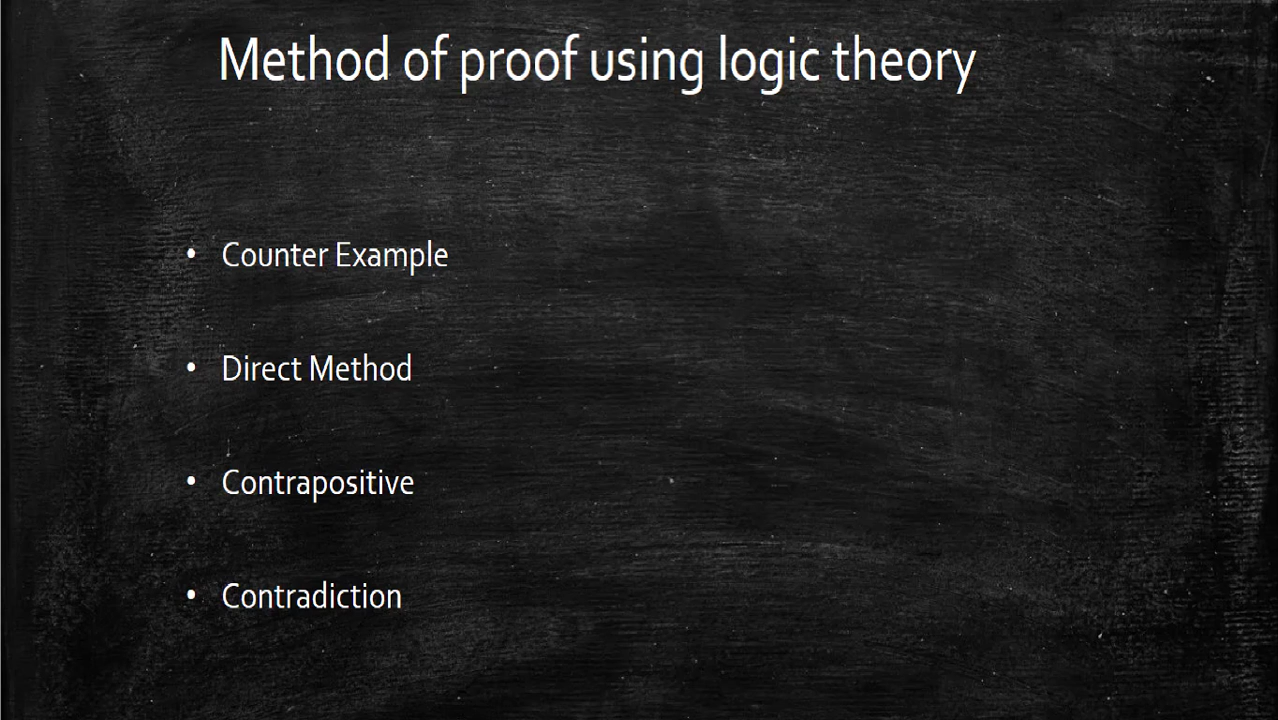 Method of proof using logic theory
• Counter Example
• Direct Method
• Contrapositive
• Contradiction